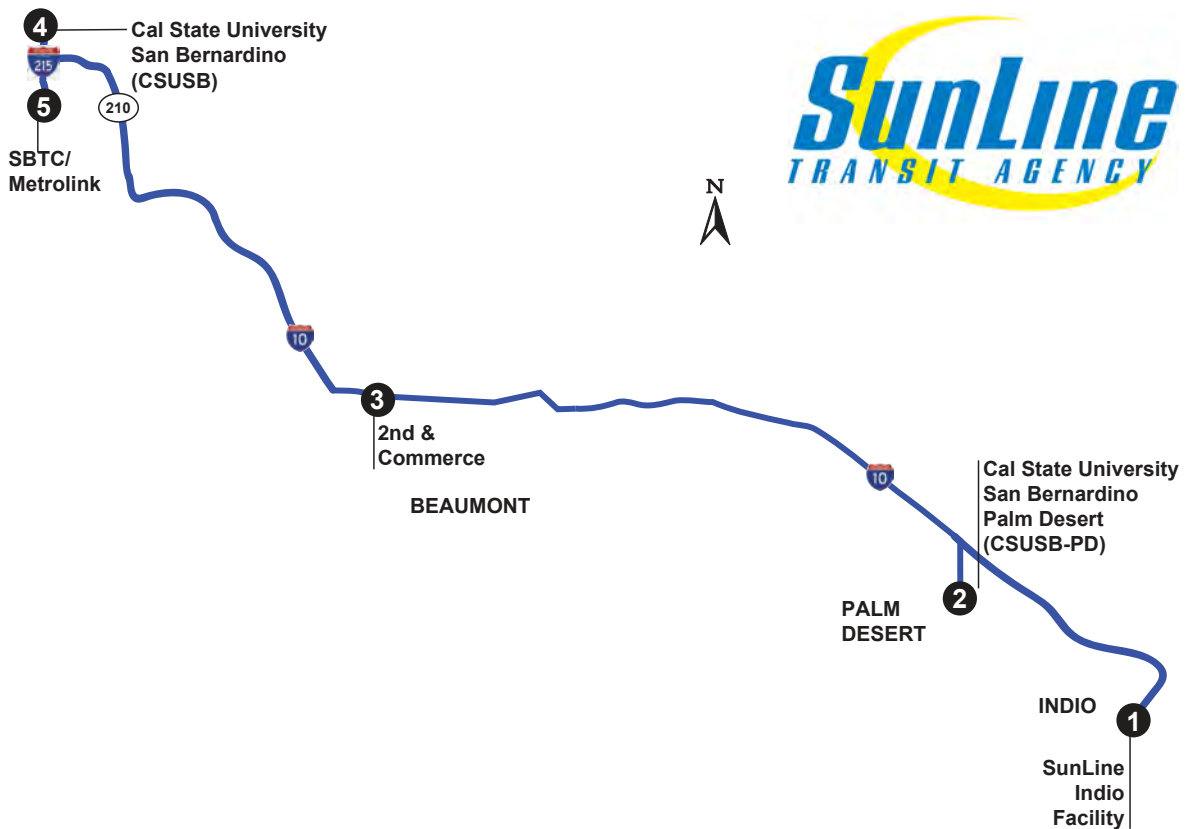 4
Cal State University
San Bernardino
(CSUSB)
215
5
210
SBTC/
Metrolink
SunLine
TRANSIT AGENCY
N
10
3
2nd &
Commerce
BEAUMONT
10
Cal State University
San Bernardino
Palm Desert
(CSUSB-PD)
2
PALM
DESERT
INDIO
1
SunLine
Indio
Facility